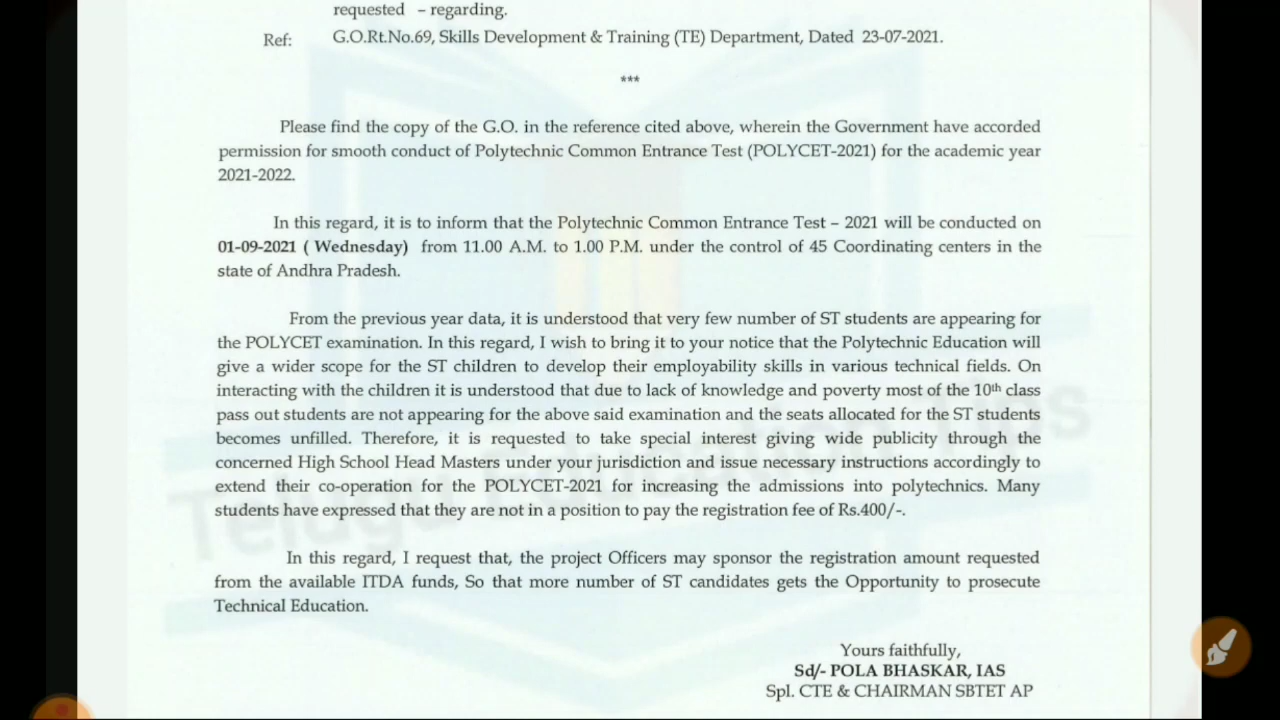 requested – regarding.
Ref: G.O.Rt.No.69, Skills Development & Training (TE) Department, Dated 23-07-2021.
***
Please find the copy of the G.O. in the reference cited above, wherein the Government have accorded
permission for smooth conduct of Polytechnic Common Entrance Test (POLYCET-2021) for the academic year
2021-2022.
In this regard, it is to inform that the Polytechnic Common Entrance Test – 2021 will be conducted on
01-09-2021 ( Wednesday) from 11.00 A.M. to 1.00 P.M. under the control of 45 Coordinating centers in the
state of Andhra Pradesh.
From the previous year data, it is understood that very few number of ST students are appearing for
the POLYCET examination. In this regard, I wish to bring it to your notice that the Polytechnic Education will
give a wider scope for the ST children to develop their employability skills in various technical fields. On
interacting with the children it is understood that due to lack of knowledge and poverty most of the 10th class
pass out students are not appearing for the above said examination and the seats allocated for the ST students
becomes unfilled. Therefore, it is requested to take special interest giving wide publicity through the
concerned High School Head Masters under your jurisdiction and issue necessary instructions accordingly to
extend their co-operation for the POLYCET-2021 for increasing the admissions into polytechnics. Many
students have expressed that they are not in a position to pay the registration fee of Rs.400/-.
In this regard, I request that, the project Officers may sponsor the registration amount requested
from the available ITDA funds, So that more number of ST candidates gets the Opportunity to prosecute
Technical Education.
Yours faithfully,
Sd/- POLA BHASKAR, IAS
Spl. CTE & CHAIRMAN SBTET AP
Telugu Education Tips